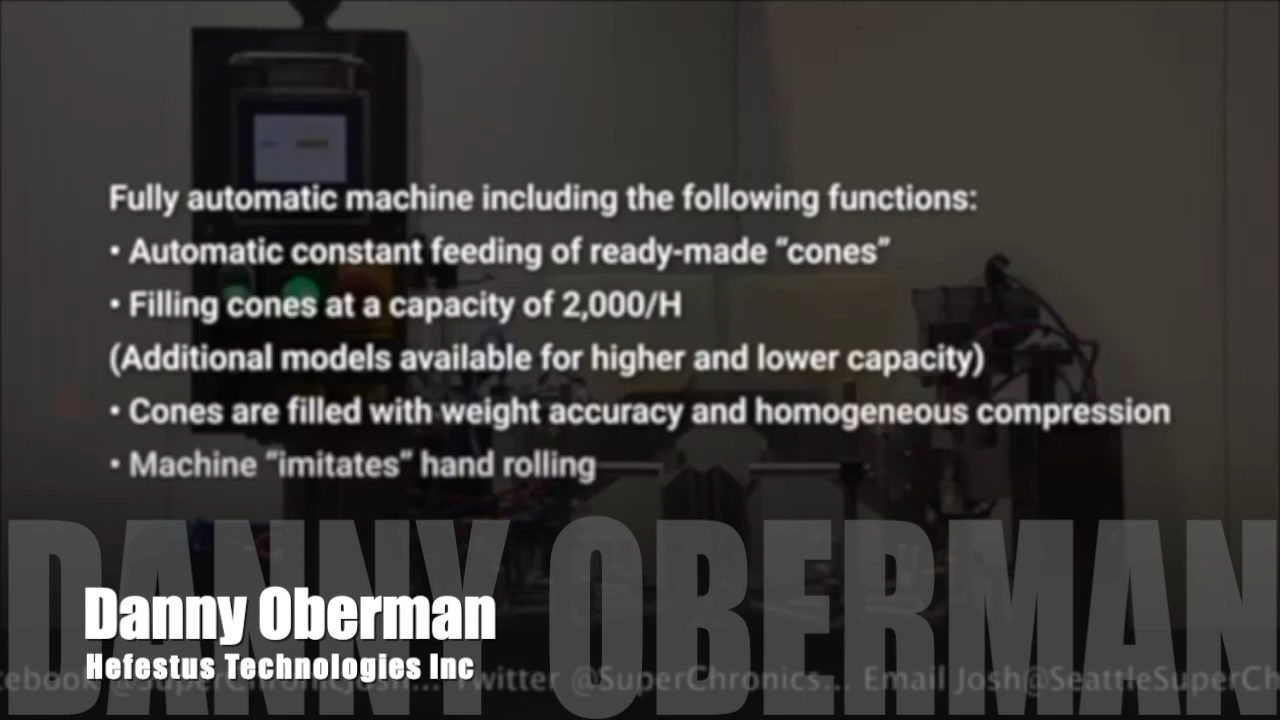 Fully automatic machine including the following functions:
• Automatic constant feeding of ready-made “cones”
• Filling cones at a capacity of 2,000/H
(Additional models available for higher and lower capacity)
• Cones are filled with weight accuracy and homogeneous compression
• Machine “imitates” hand rolling
DANNY OBERMAN
Danny Oberman
Hefestus Technologies Inc
@SuperChronicJosh... Twitter @SuperChronics... Email